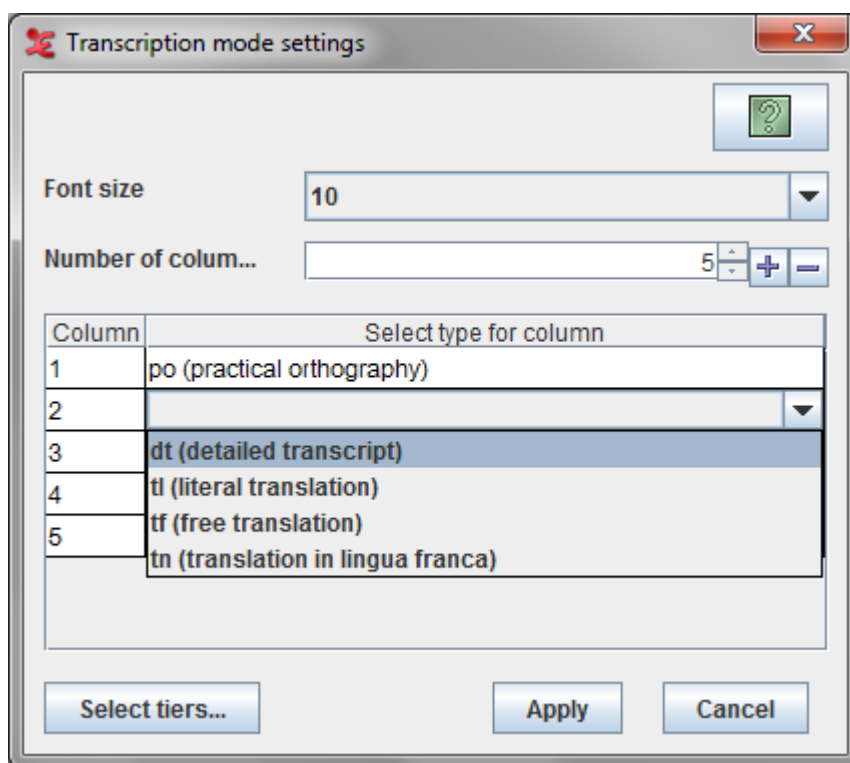 Transcription mode settings
Font size
10
Number of colum...
5
Column Select type for column
1 po (practical orthography)
2
3 dt (detailed transcript)
tl (literal translation)
4
tf (free translation)
5
tn (translation in lingua franca)
Select tiers... Apply Cancel